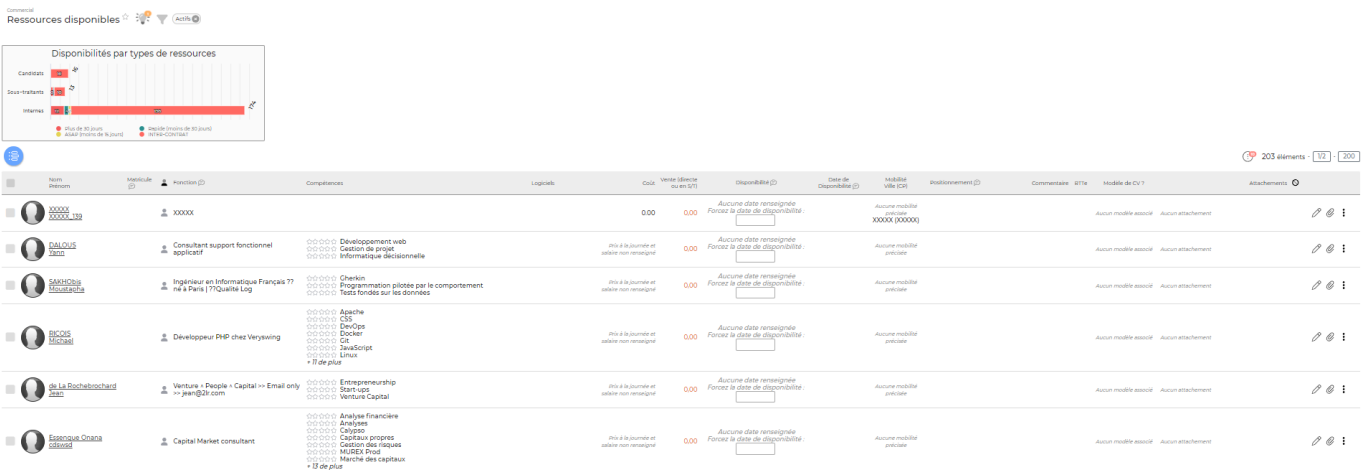 Commercial
Ressources disponibles
Actifs
Disponibilités par types de ressources
Candidats
Sous-traitants
13
Internes
174
Plus de 30 jours
Rapide (moins de 30 jours)
ASAP (moins de 15 jours)
INTER-CONTRAT
203 éléments - 1/2 - 200
Nom
Prénom
Matricule
Fonction
Compétences
Logiciels
Coût
Vente (directe
ou en S/T)
Disponibilité
Date de
Disponibilité
Mobilité
Ville (CP)
Positionnement
Commentaire
RT?e
Modèle de CV ?
Attachements
XXXXX
XXXXX_139
XXXXX
0,00
0,00
Aucune date renseignée
Forcez la date de disponibilité :
Aucune mobilité
précisée
XXXXX (XXXXX)
Aucun modèle associé
Aucun attachement
DALOUS
Yann
Consultant support fonctionnel
applicatif
Développement web
Gestion de projet
Informatique décisionnelle
Prix à la journée et
salaire non renseigné
0,00
Aucune date renseignée
Forcez la date de disponibilité :
Aucune mobilité
précisée
Aucun modèle associé
Aucun attachement
SAKHObis
Moustapha
Ingénieur en Informatique Français ??
né à Paris | ??Qualité Log
Gherkin
Programmation pilotée par le comportement
Tests fondés sur les données
Prix à la journée et
salaire non renseigné
0,00
Aucune date renseignée
Forcez la date de disponibilité :
Aucune mobilité
précisée
Aucun modèle associé
Aucun attachement
RICOIS
Michael
Développeur PHP chez Veryswing
Apache
CSS
DevOps
Docker
Git
JavaScript
Linux
+ 11 de plus
Prix à la journée et
salaire non renseigné
0,00
Aucune date renseignée
Forcez la date de disponibilité :
Aucune mobilité
précisée
Aucun modèle associé
Aucun attachement
de La Rochebrochard
Jean
Venture < People ^ Capital >> Email only
>> jean@2lr.com
Entrepreneurship
Start-ups
Venture Capital
Prix à la journée et
salaire non renseigné
0,00
Aucune date renseignée
Forcez la date de disponibilité :
Aucune mobilité
précisée
Aucun modèle associé
Aucun attachement
Essengue Onana
cdswsd
Capital Market consultant
Analyse financière
Analyses
Calypso
Capitaux propres
Gestion des risques
MUREX Prod
Marché des capitaux
+ 13 de plus
Prix à la journée et
salaire non renseigné
0,00
Aucune date renseignée
Forcez la date de disponibilité :
Aucune mobilité
précisée
Aucun modèle associé
Aucun attachement